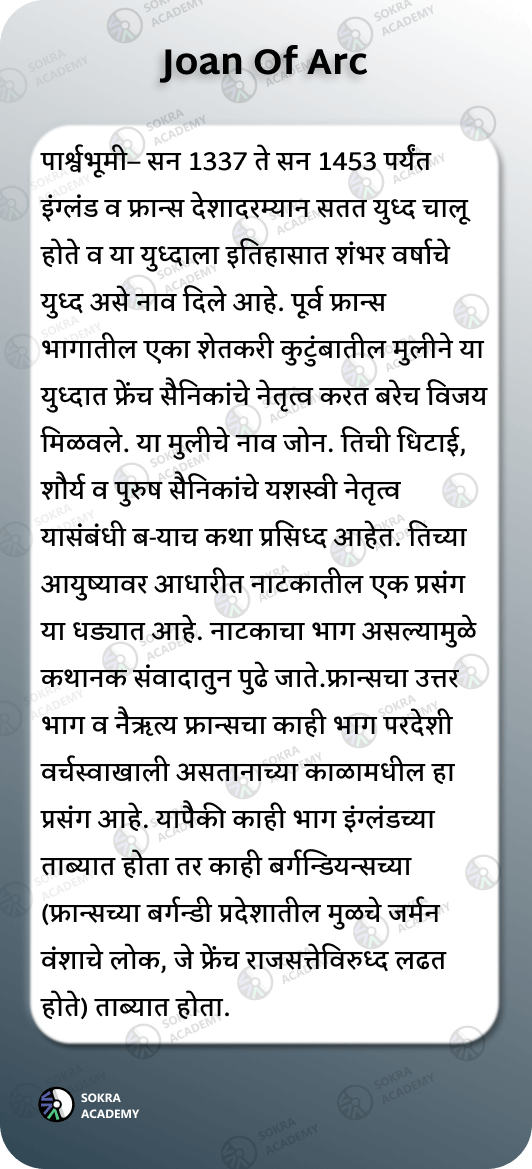 Joan Of Arc
पार्श्वभूमी– सन 1337 ते सन 1453 पर्यंत
इंग्लंड व फ्रान्स देशादरम्यान सतत युध्द चालू
होते व या युध्दाला इतिहासात शंभर वर्षाचे
युध्द असे नाव दिले आहे. पूर्व फ्रान्स
भागातील एका शेतकरी कुटुंबातील मुलीने या
युध्दात फ्रेंच सैनिकांचे नेतृत्व करत बरेच विजय
मिळवले. या मुलीचे नाव जोन. तिची धिटाई,
शौर्य व पुरुष सैनिकांचे यशस्वी नेतृत्व
यासंबंधी ब-याच कथा प्रसिध्द आहेत. तिच्या
आयुष्यावर आधारीत नाटकातील एक प्रसंग
या धड्यात आहे. नाटकाचा भाग असल्यामुळे
कथानक संवादातुन पुढे जाते.फ्रान्सचा उत्तर
भाग व नैऋत्य फ्रान्सचा काही भाग परदेशी
वर्चस्वाखाली असतानाच्या काळामधील हा
प्रसंग आहे. यापैकी काही भाग इंग्लंडच्या
ताब्यात होता तर काही बर्गन्डियन्सच्या
(फ्रान्सच्या बर्गन्डी प्रदेशातील मुळचे जर्मन
वंशाचे लोक, जे फ्रेंच राजसत्तेविरुध्द लढत
होते) ताब्यात होता.
SOKRA
ACADEMY